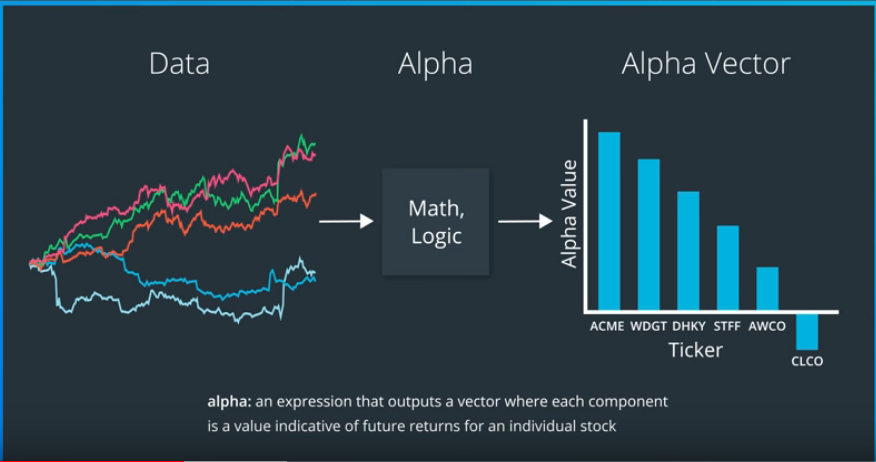 Data
Alpha
Alpha Vector
Math,
Logic
Alpha Value
ACME WDGT DHKY STFF AWCO
CLCO
Ticker
alpha: an expression that outputs a vector where each component
is a value indicative of future returns for an individual stock